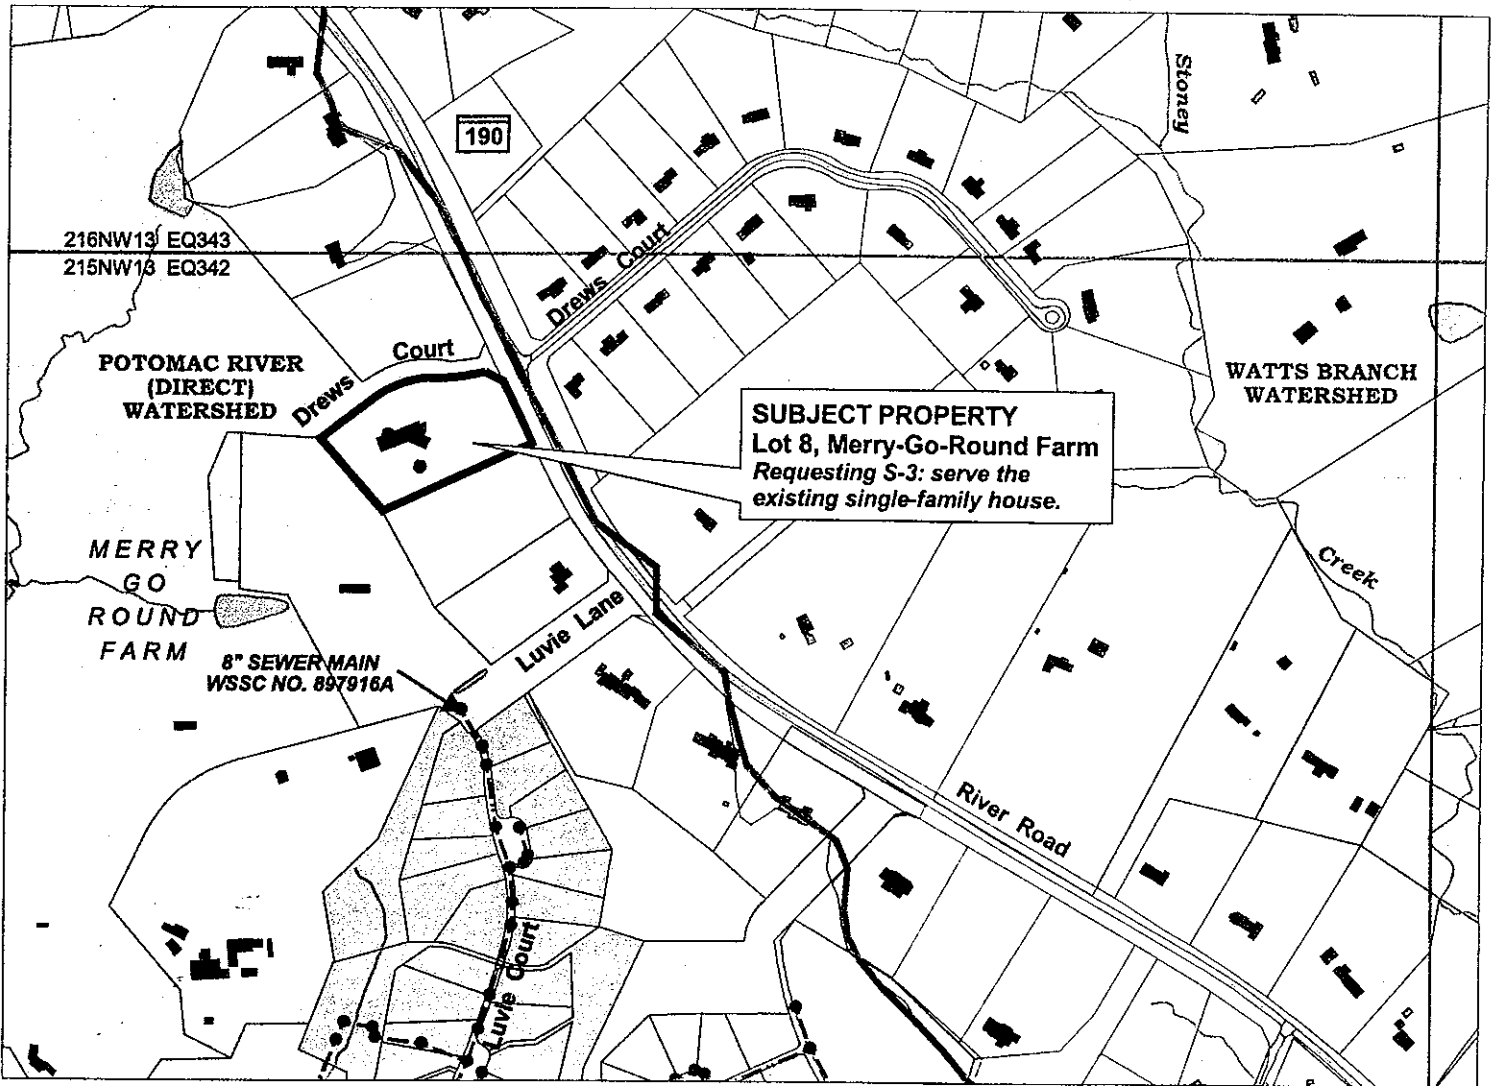 Stoney
190
216NW13 EQ343
215NW13 EQ342
Drews Court
POTOMAC RIVER
(DIRECT)
WATERSHED
Drews Court
WATTS BRANCH
WATERSHED
SUBJECT PROPERTY
Lot 8, Merry-Go-Round Farm
Requesting S-3: serve the
existing single-family house.
MERRY
GO
ROUND
FARM
Creek
Luvie Lane
8" SEWER MAIN
WSSC NO. 897916A
River Road
Luvie Court